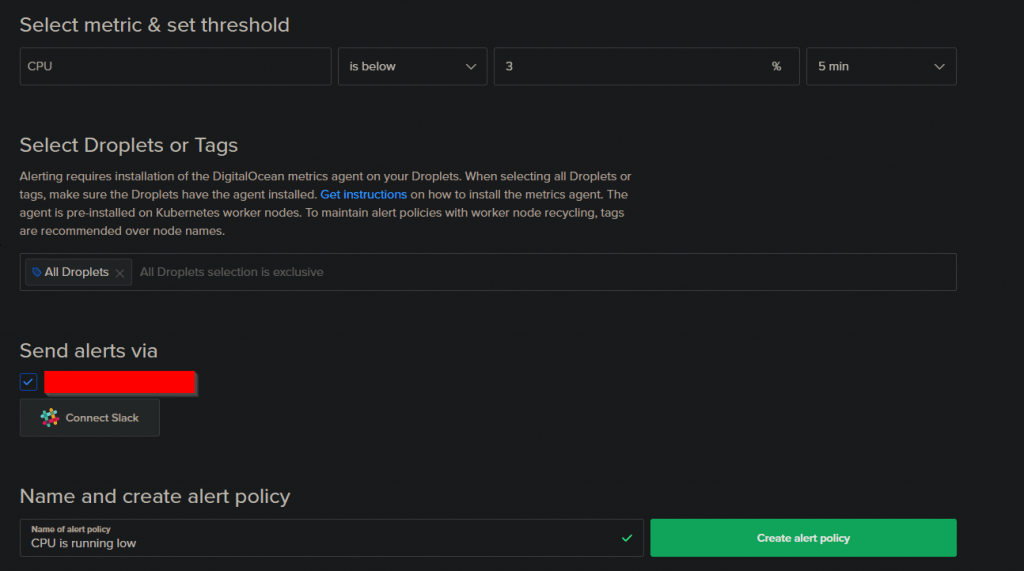 Select metric & set threshold
CPU
is below
3
%
5 min
Select Droplets or Tags
Alerting requires installation of the DigitalOcean metrics agent on your Droplets. When selecting all Droplets or
tags, make sure the Droplets have the agent installed. Get instructions on how to install the metrics agent. The
agent is pre-installed on Kubernetes worker nodes. To maintain alert policies with worker node recycling, tags
are recommended over node names.
All Droplets
All Droplets selection is exclusive
Send alerts via
Connect Slack
Name and create alert policy
Name of alert policy
CPU is running low
Create alert policy